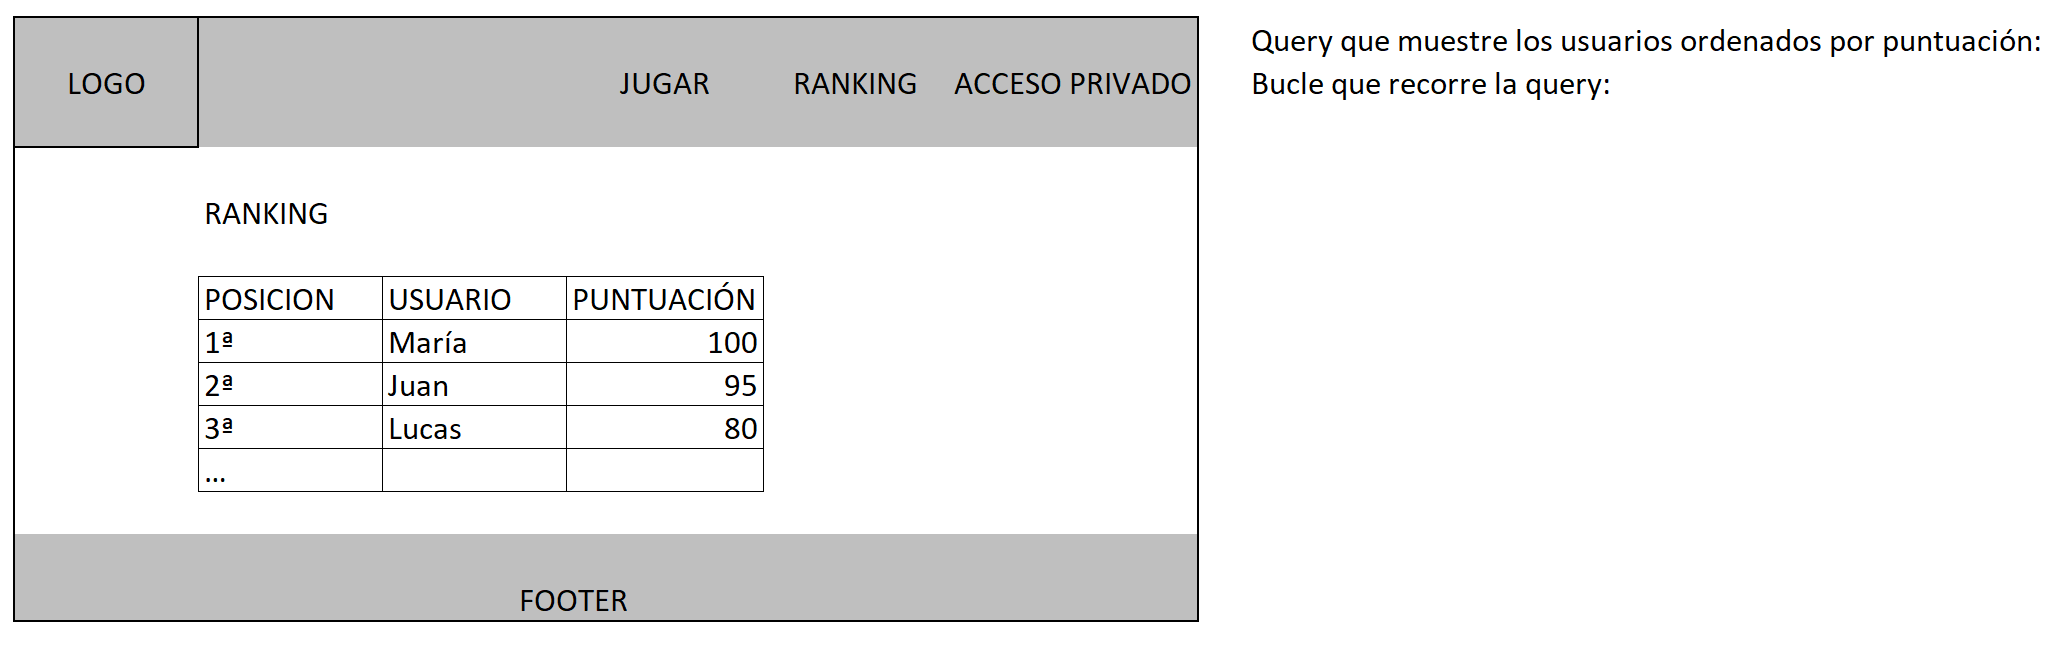 LOGO JUGAR RANKING ACCESO PRIVADO
RANKING
POSICION USUARIO PUNTUACIÓN
1ª María 100
2ª Juan 95
3ª Lucas 80
...
FOOTER
Query que muestre los usuarios ordenados por puntuación:
Bucle que recorre la query: